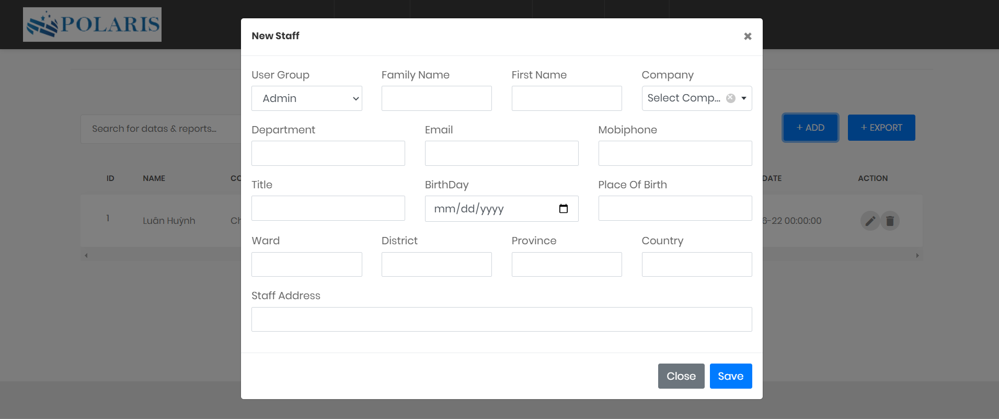 POLARIS
New Staff
✖
User Group Family Name First Name Company
Admin Select Comp...
Department Email Mobiphone
Title BirthDay Place Of Birth
mm/dd/yyyy
Ward District Province Country
Staff Address
Close Save
Search for datas & reports...
+ ADD + EXPORT
ID NAME DATE ACTION
1 Luân Huỳnh 6-22 00:00:00